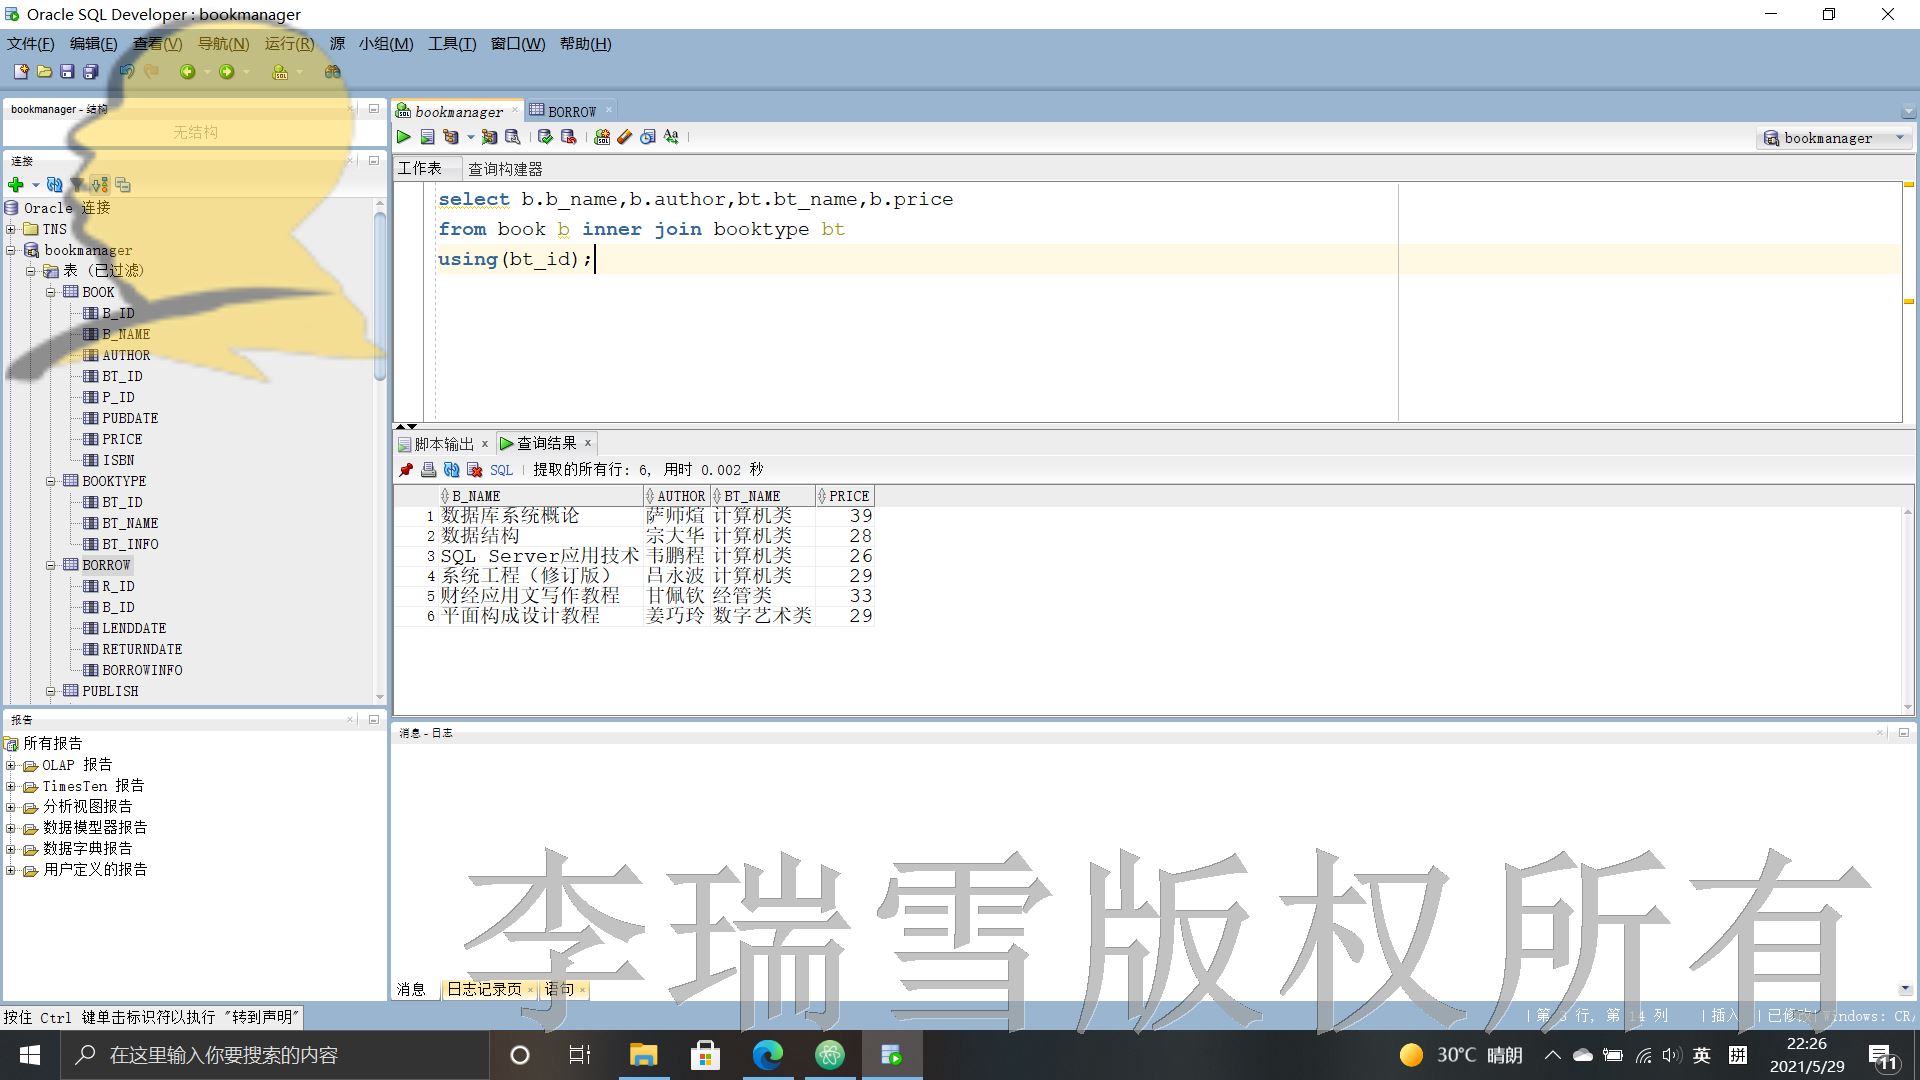 Oracle SQL Developer : bookmanager
文件(F) 编辑(E) 查看(V) 导航(N) 运行(R) 源 小组(M) 工具(T) 窗口(W) 帮助(H)
bookmanager - 结构
无结构
连接
Oracle 连接
TNS
bookmanager
表 (已过滤)
BOOK
B_ID
B_NAME
AUTHOR
BT_ID
P_ID
PUBDATE
PRICE
ISBN
BOOKTYPE
BT_ID
BT_NAME
BT_INFO
BORROW
R_ID
B_ID
LENDDATE
RETURNDATE
BORROWINFO
PUBLISH
报告
所有报告
OLAP 报告
TimesTen 报告
分析视图报告
数据模型器报告
数据字典报告
用户定义的报告
bookmanager BORROW
bookmanager
工作表 查询构建器
select b.b_name,b.author,bt.bt_name,b.price
from book b inner join booktype bt
using(bt_id);
脚本输出 查询结果
SQL 提取的所有行: 6, 用时 0.002 秒
B_NAME AUTHOR BT_NAME PRICE
1 数据库系统概论 萨师煊 计算机类 39
2 数据结构 宗大华 计算机类 28
3 SQL Server应用技术 韦鹏程 计算机类 26
4 系统工程（修订版） 吕永波 计算机类 29
5 财经应用文写作教程 甘佩钦 经管类 33
6 平面构成设计教程 姜巧玲 数字艺术类 29
消息 - 日志
李瑞雪版权所有
消息 日志记录页 语句
按住 Ctrl 键单击标识符以执行 "转到声明"
第 3 行, 第 14 列 插入 已修改 Windows: CR/
在这里输入你要搜索的内容
30°C 晴朗
英
拼
22:26
2021/5/29
11